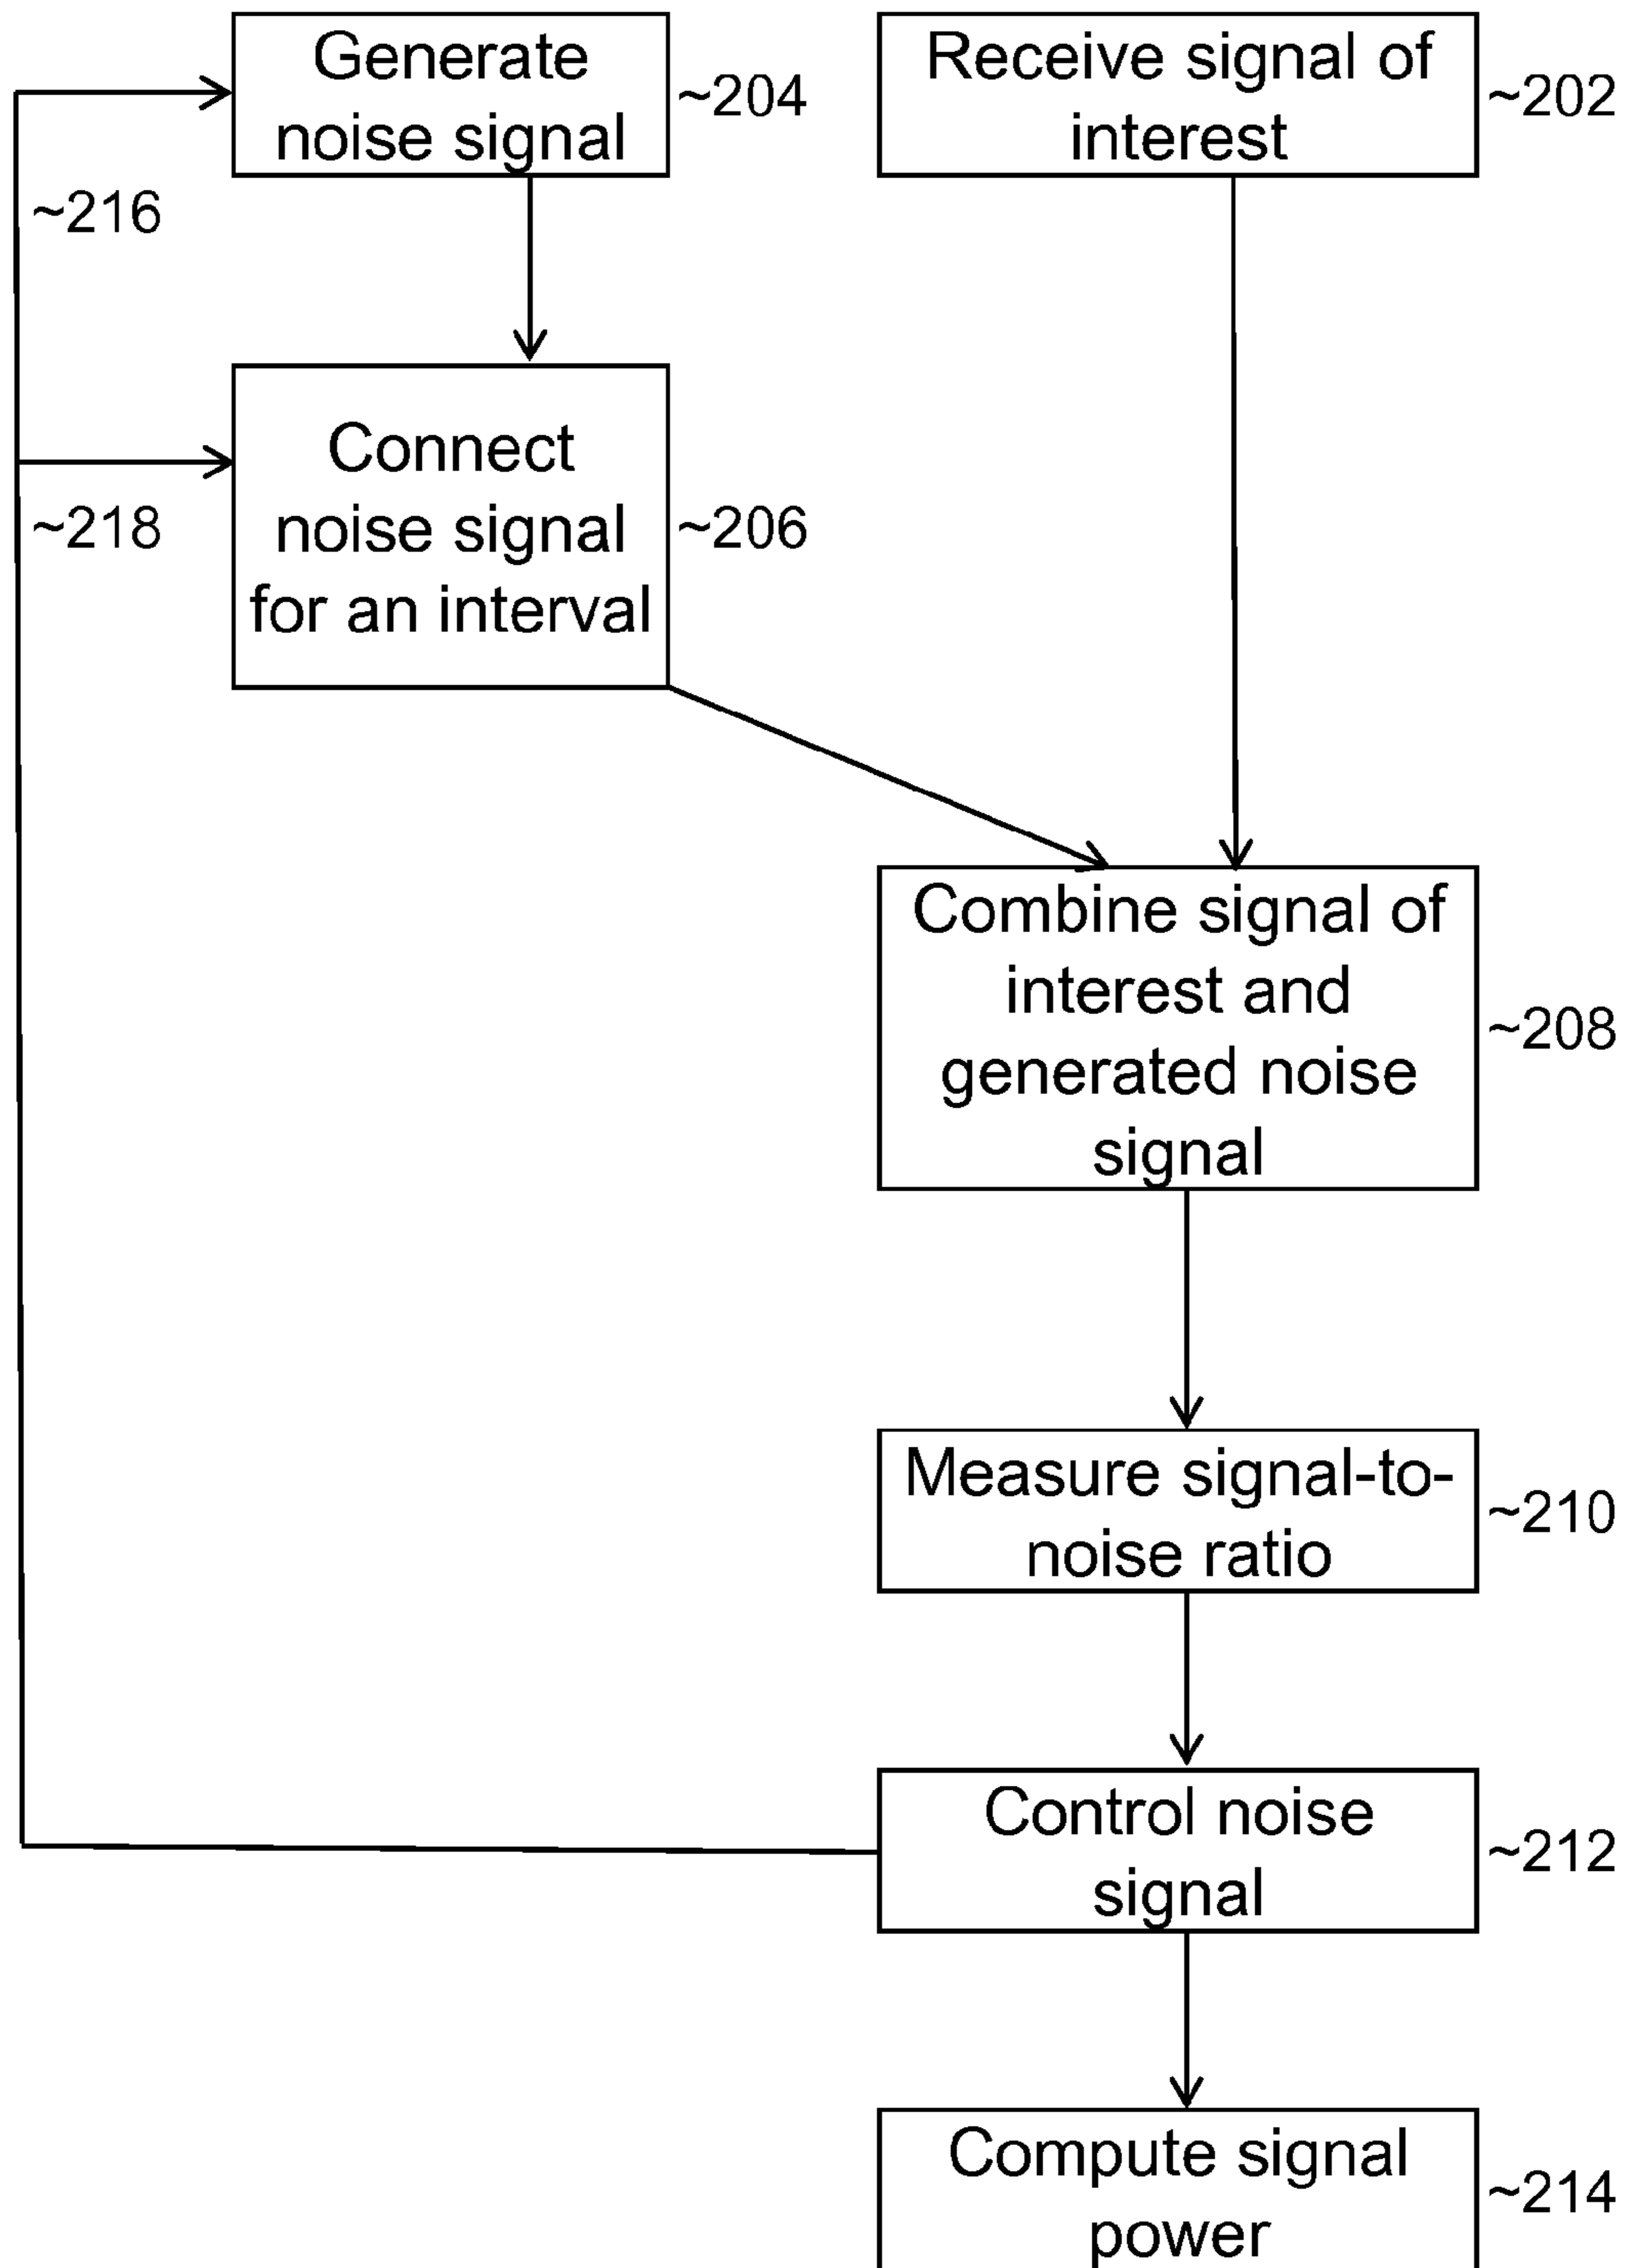 Generate
noise signal
~204
Receive signal of
interest
~202
~216
Connect
noise signal
for an interval
~206
~218
Combine signal of
interest and
generated noise
signal
~208
Measure signal-to-
noise ratio
~210
Control noise
signal
~212
Compute signal
power
~214